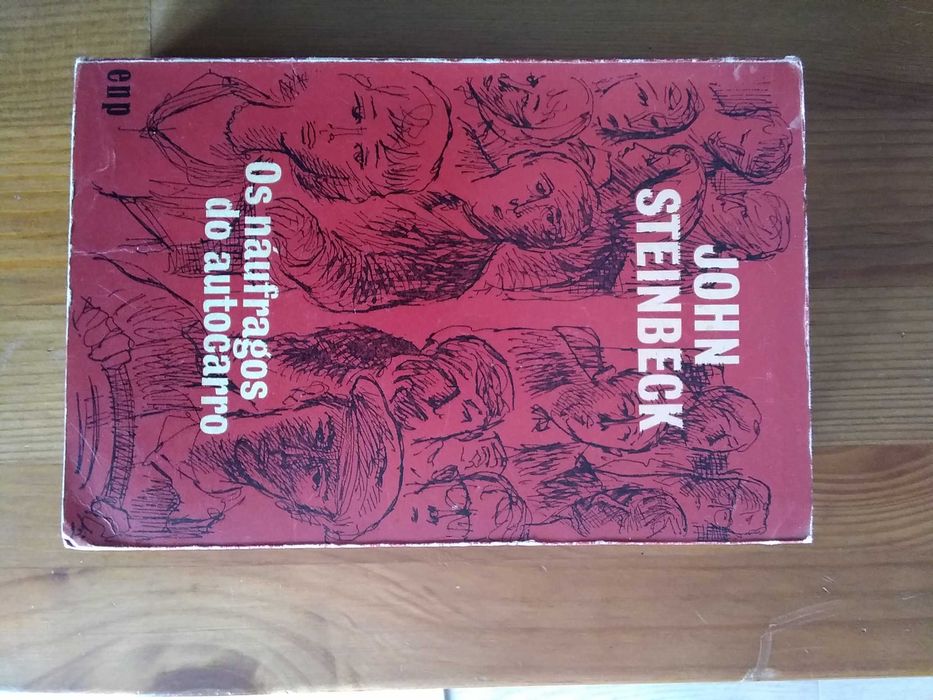 JOHN
STEINBECK
Os náufragos
do autocarro
enp